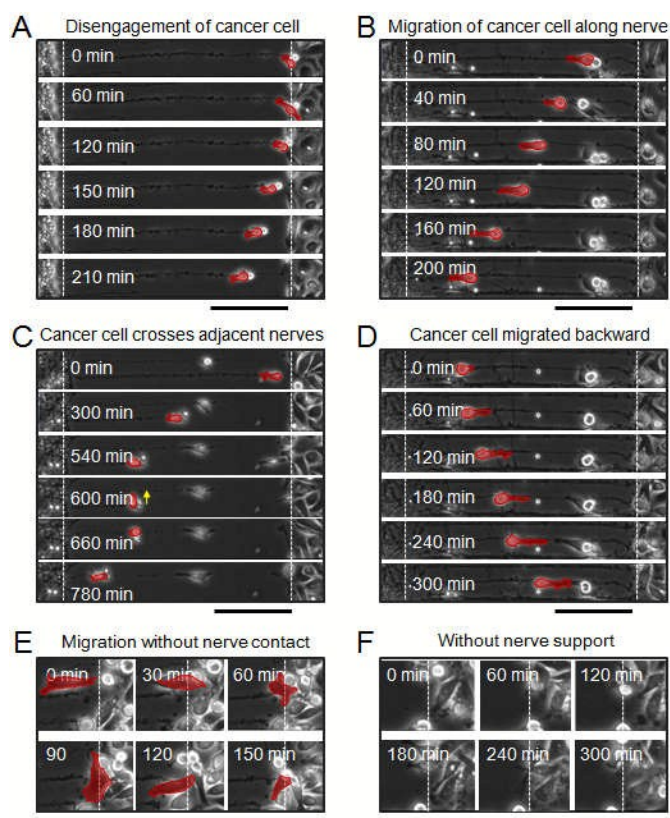 A Disengagement of cancer cell
0 min
60 min
120 min
150 min
180 min
210 min
B Migration of cancer cell along nerve
0 min
40 min
80 min
120 min
160 min
200 min
C Cancer cell crosses adjacent nerves
0 min
300 min
540 min
600 min
660 min
780 min
D Cancer cell migrated backward
0 min
60 min
120 min
180 min
240 min
300 min
E Migration without nerve contact
0 min 30 min 60 min
90 120 min 150 min
F Without nerve support
0 min 60 min 120 min
180 min 240 min 300 min